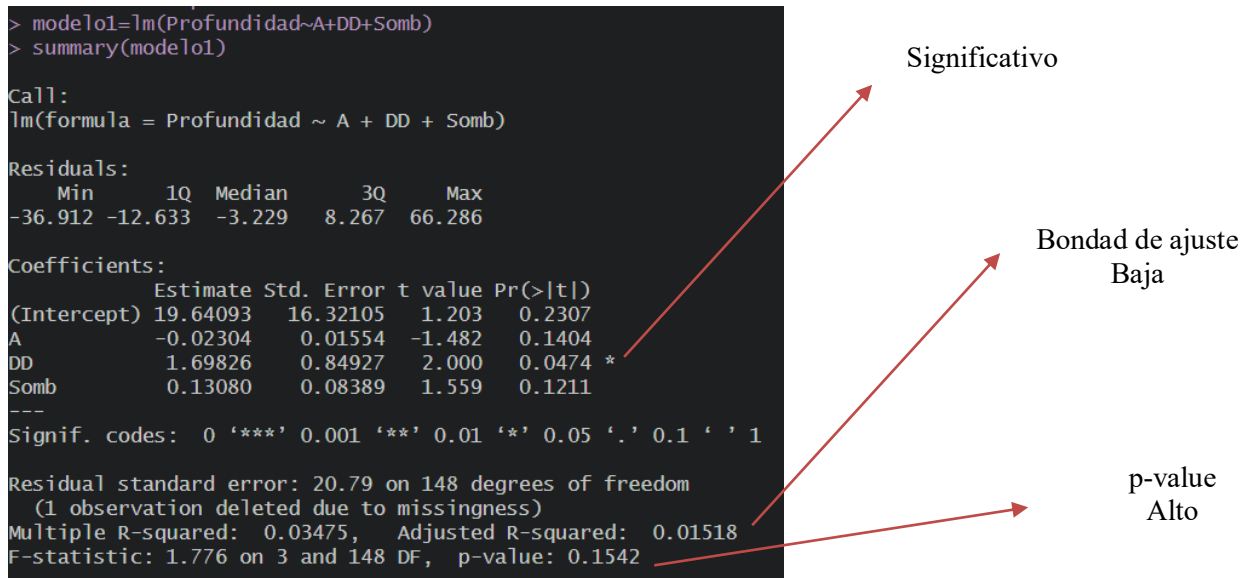 > modelo1=lm(Profundidad~A+DD+Somb)
> summary(modelo1)
Call:
lm(formula = Profundidad ~ A + DD + Somb)
Residuals:
    Min      1Q  Median      3Q     Max
-36.912 -12.633  -3.229   8.267  66.286
Coefficients:
            Estimate Std. Error t value Pr(>|t|)
(Intercept) 19.64093   16.32105   1.203   0.2307
A           -0.02304    0.01554  -1.482   0.1404
DD           1.69826    0.84927   2.000   0.0474 *
Somb         0.13080    0.08389   1.559   0.1211
---
Signif. codes:  0 ‘***’ 0.001 ‘**’ 0.01 ‘*’ 0.05 ‘.’ 0.1 ‘ ’ 1
Residual standard error: 20.79 on 148 degrees of freedom
  (1 observation deleted due to missingness)
Multiple R-squared:  0.03475,   Adjusted R-squared:  0.01518
F-statistic: 1.776 on 3 and 148 DF,  p-value: 0.1542
Significativo
Bondad de ajuste
Baja
p-value
Alto